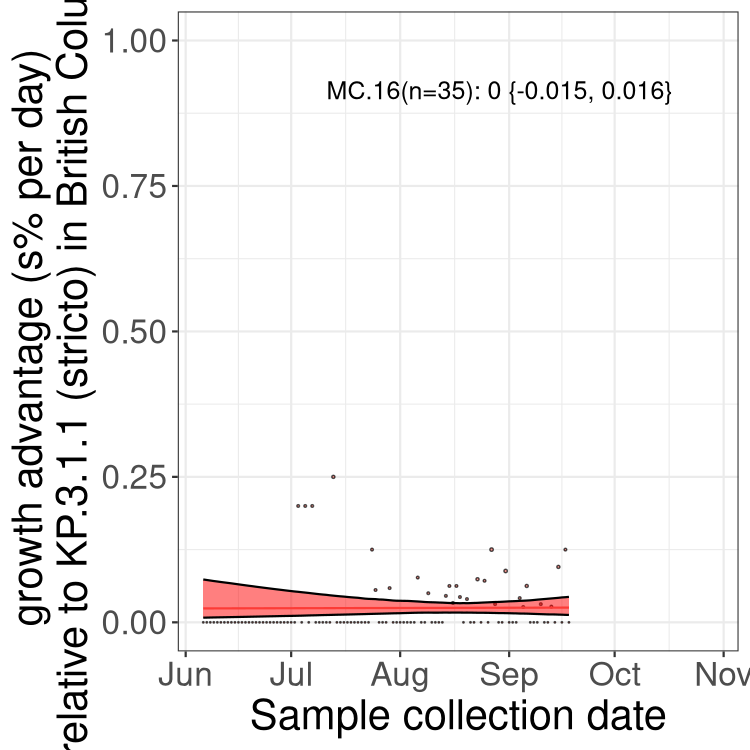 growth advantage (s% per day)
relative to KP.3.1.1 (stricto) in British Colu
1.00
0.75
0.50
0.25
0.00
MC.16(n=35): 0 {-0.015, 0.016}
Jun Jul Aug Sep Oct Nov
Sample collection date